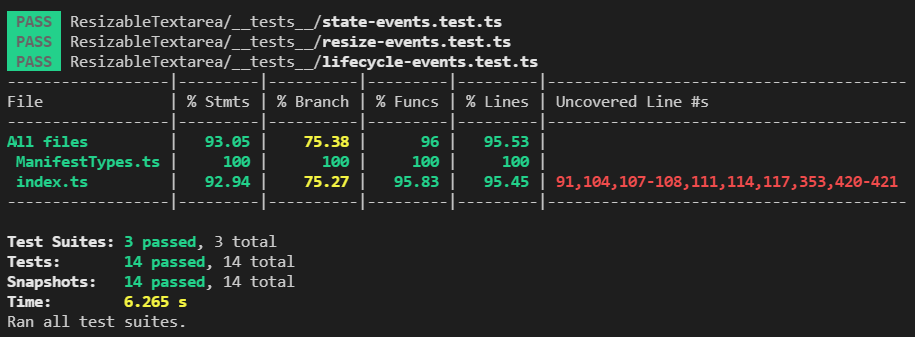 PASS ResizableTextarea/__tests__/state-events.test.ts
PASS ResizableTextarea/__tests__/resize-events.test.ts
PASS ResizableTextarea/__tests__/lifecycle-events.test.ts
------------------|---------|----------|---------|---------|----------------------------------------
File              | % Stmts | % Branch | % Funcs | % Lines | Uncovered Line #s
------------------|---------|----------|---------|---------|----------------------------------------
All files         |   93.05 |    75.38 |      96 |   95.53 |
 ManifestTypes.ts |     100 |      100 |     100 |     100 |
 index.ts         |   92.94 |    75.27 |   95.83 |   95.45 | 91,104,107-108,111,114,117,353,420-421
------------------|---------|----------|---------|---------|----------------------------------------
Test Suites: 3 passed, 3 total
Tests:       14 passed, 14 total
Snapshots:   14 passed, 14 total
Time:        6.265 s
Ran all test suites.